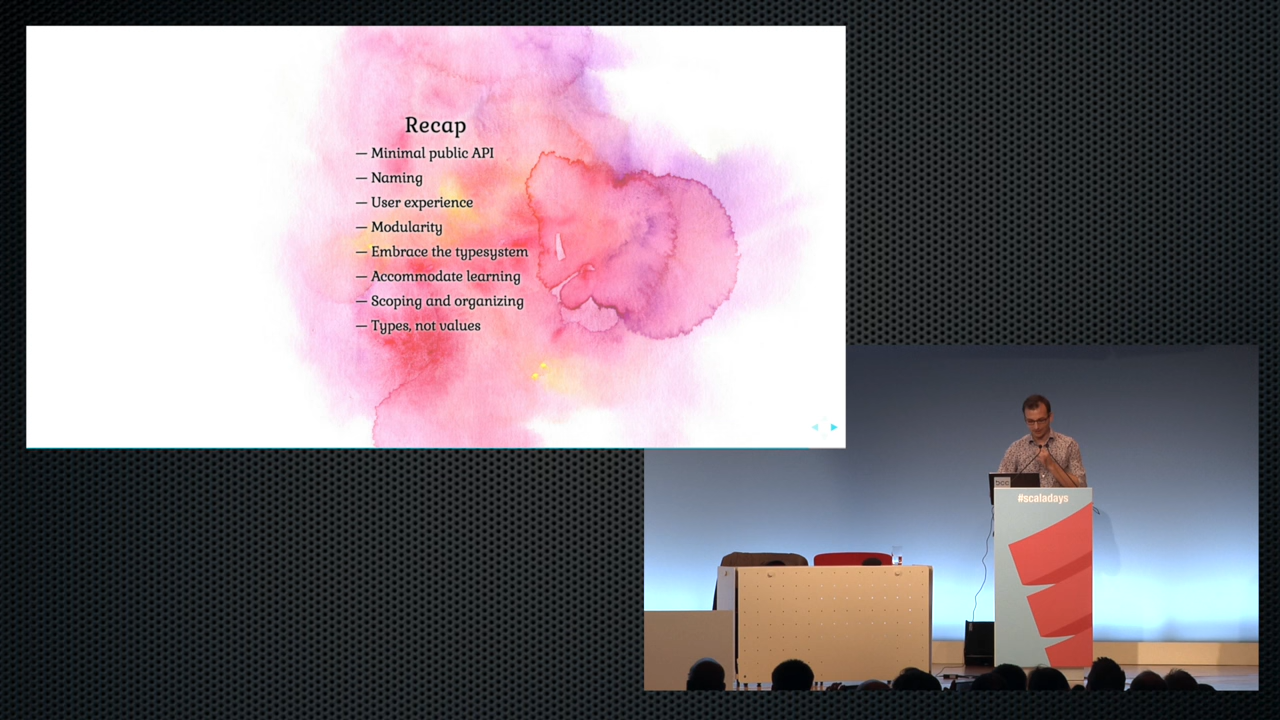 Recap
— Minimal public API
— Naming
— User experience
— Modularity
— Embrace the typesystem
— Accommodate learning
— Scoping and organizing
— Types, not values
#scaladays